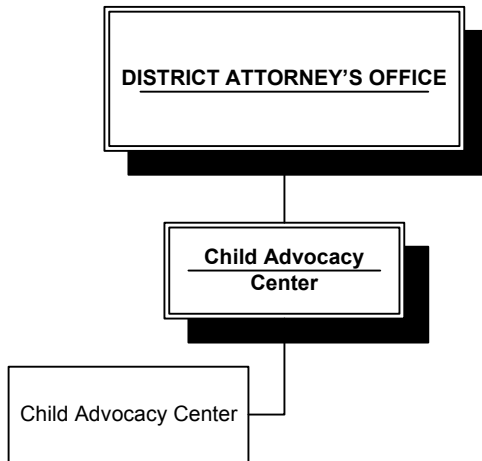 DISTRICT ATTORNEY’S OFFICE
Child Advocacy
Center
Child Advocacy Center